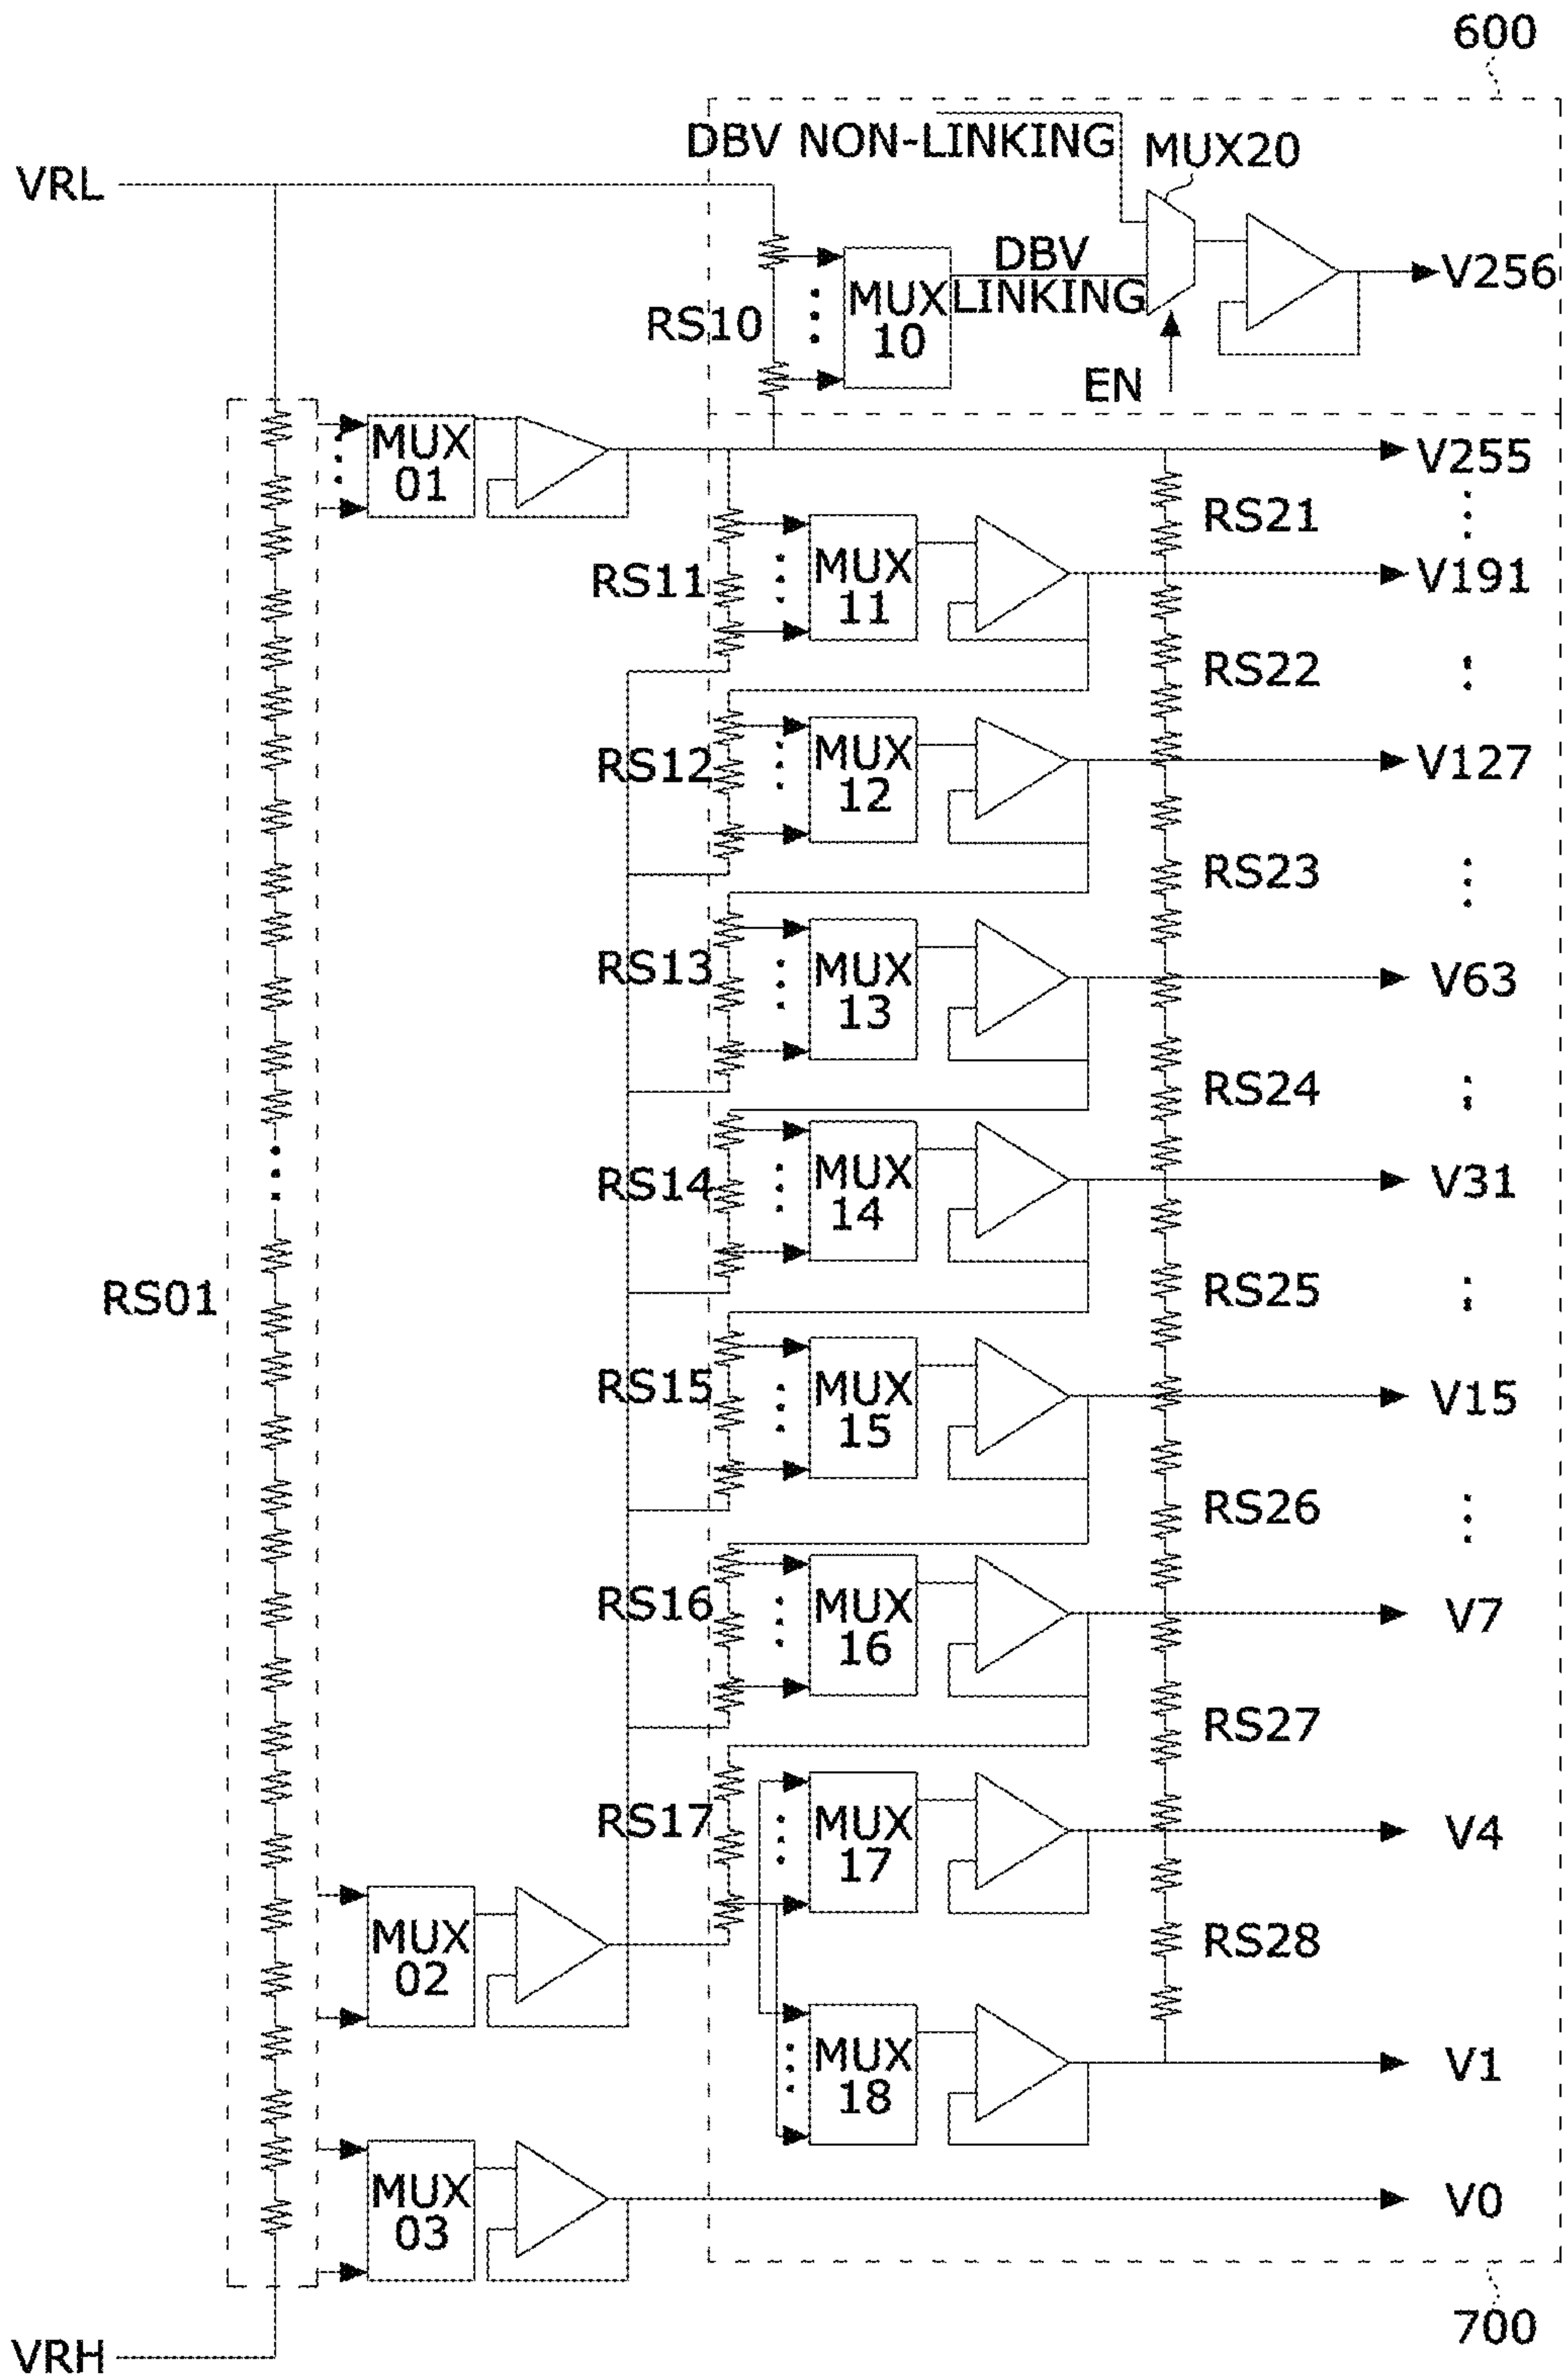 600
DBV NON-LINKING
MUX20
VRL
DBV
LINKING
V256
MUX
10
RS10
EN
MUX
01
V255
RS21
MUX
11
RS11
V191
RS22
MUX
12
RS12
V127
RS23
MUX
13
RS13
V63
RS24
MUX
14
RS14
V31
RS01
RS25
MUX
15
RS15
V15
RS26
MUX
16
RS16
V7
RS27
MUX
17
RS17
V4
MUX
02
RS28
MUX
18
V1
MUX
03
V0
700
VRH